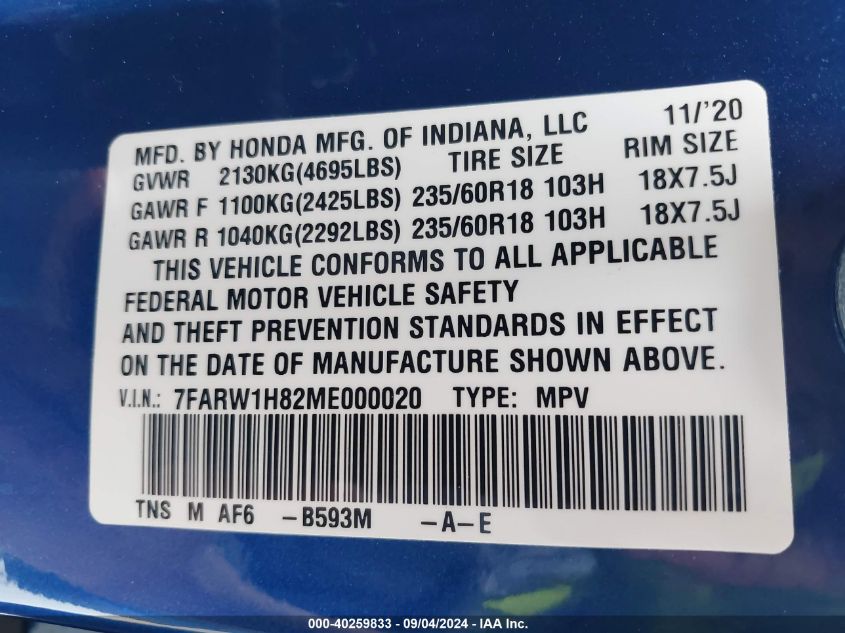 MFD. BY HONDA MFG. OF INDIANA, LLC 11/'20
GVWR 2130KG(4695LBS) TIRE SIZE RIM SIZE
GAWR F 1100KG(2425LBS) 235/60R18 103H 18X7.5J
GAWR R 1040KG(2292LBS) 235/60R18 103H 18X7.5J
THIS VEHICLE CONFORMS TO ALL APPLICABLE
FEDERAL MOTOR VEHICLE SAFETY
AND THEFT PREVENTION STANDARDS IN EFFECT
ON THE DATE OF MANUFACTURE SHOWN ABOVE.
V.I.N.: 7FARW1H82ME000020 TYPE: MPV
TNS M AF6 -B593M -A-E
000-40259833 - 09/04/2024 - IAA Inc.